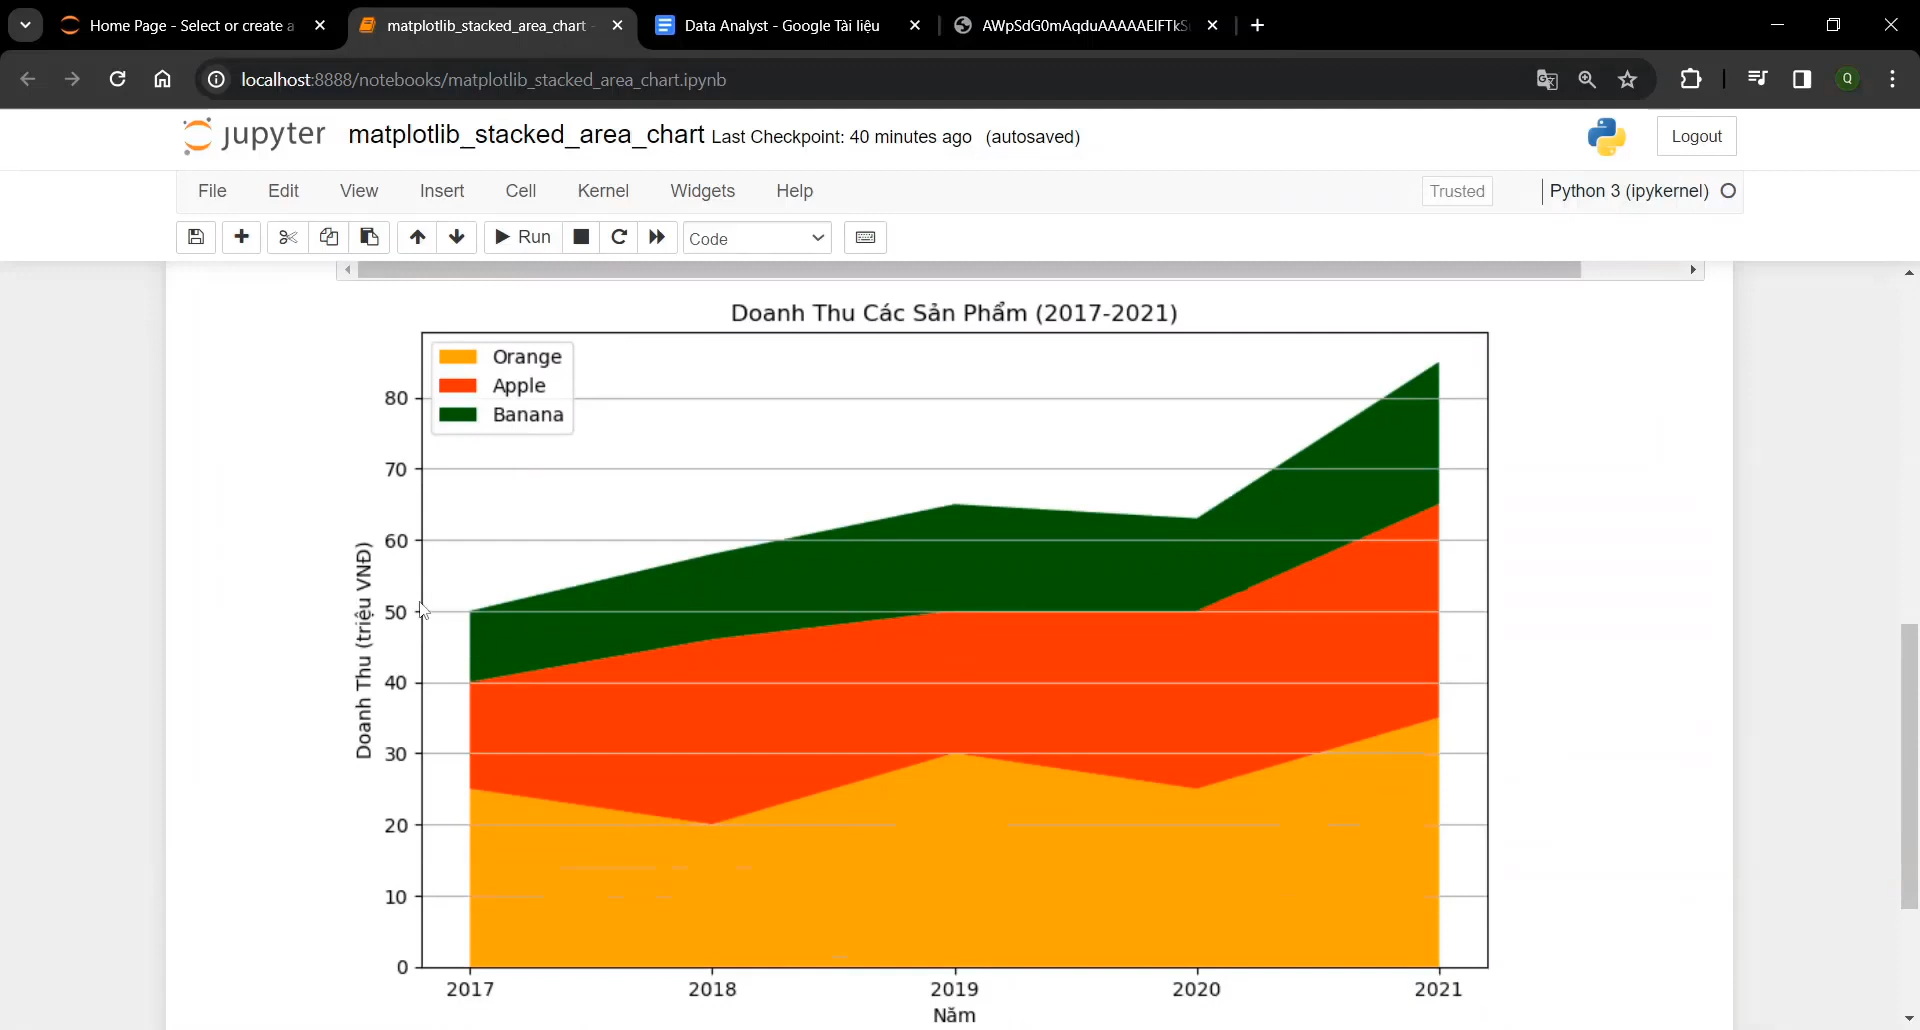 Home Page - Select or create a
matplotlib_stacked_area_chart -
Data Analyst - Google Tài liệu
localhost:8888/notebooks/matplotlib_stacked_area_chart.ipynb
Q
jupyter matplotlib_stacked_area_chart Last Checkpoint: 40 minutes ago (autosaved)
Logout
File Edit View Insert Cell Kernel Widgets Help
Trusted
Python 3 (ipykernel)
Run
Code
Doanh Thu Các Sản Phẩm (2017-2021)
Orange
Apple
Banana
80
70
60
50
40
30
20
10
0
Doanh Thu (triệu VNĐ)
2017 2018 2019 2020 2021
Năm